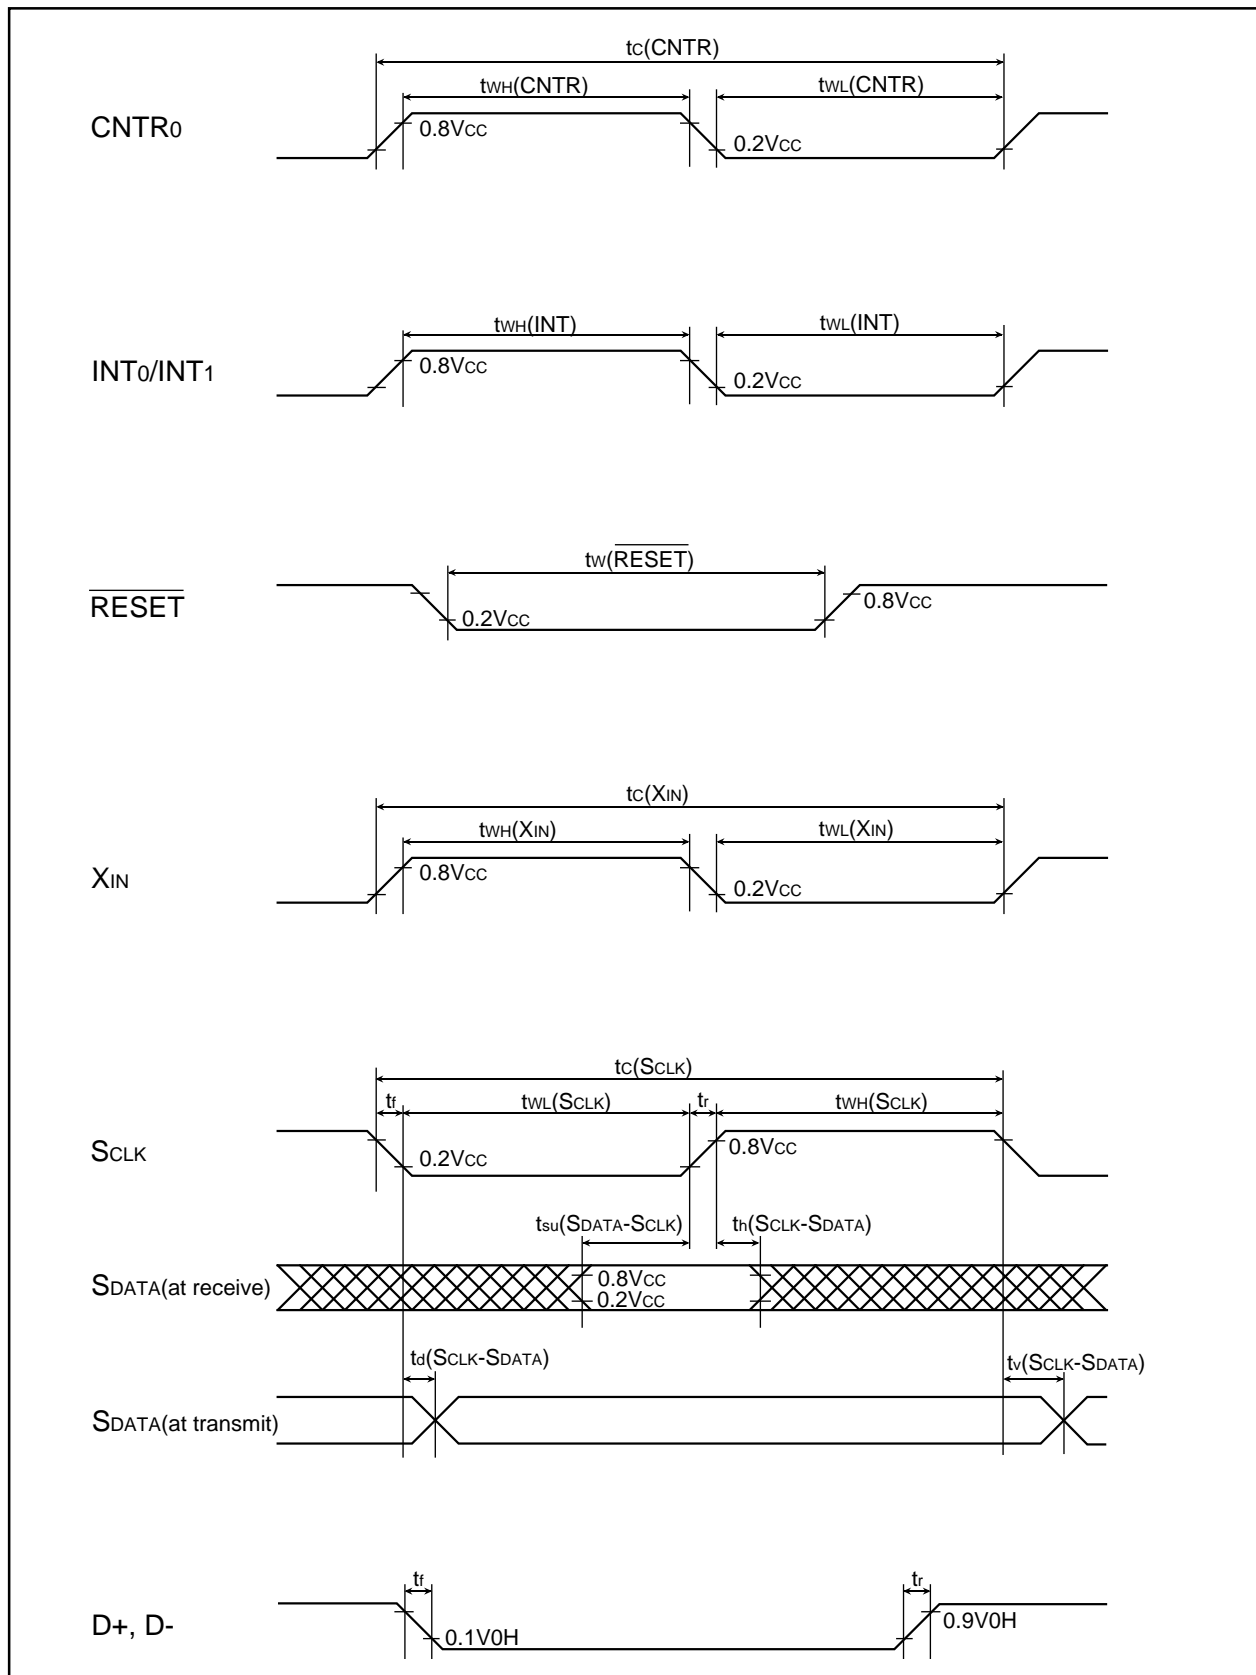 tC(CNTR)
tWH(CNTR) tWL(CNTR)
CNTR0 0.8VCC 0.2VCC
tWH(INT) tWL(INT)
INT0/INT1 0.8VCC 0.2VCC
tW(RESET)
RESET 0.2VCC 0.8VCC
tC(XIN)
tWH(XIN) tWL(XIN)
XIN 0.8VCC 0.2VCC
tC(SCLK)
tf tWL(SCLK) tr tWH(SCLK)
SCLK 0.2VCC 0.8VCC
tsu(SDATA-SCLK) th(SCLK-SDATA)
SDATA(at receive) 0.8VCC
0.2VCC
td(SCLK-SDATA) tv(SCLK-SDATA)
SDATA(at transmit)
tf tr
D+, D- 0.1V0H 0.9V0H